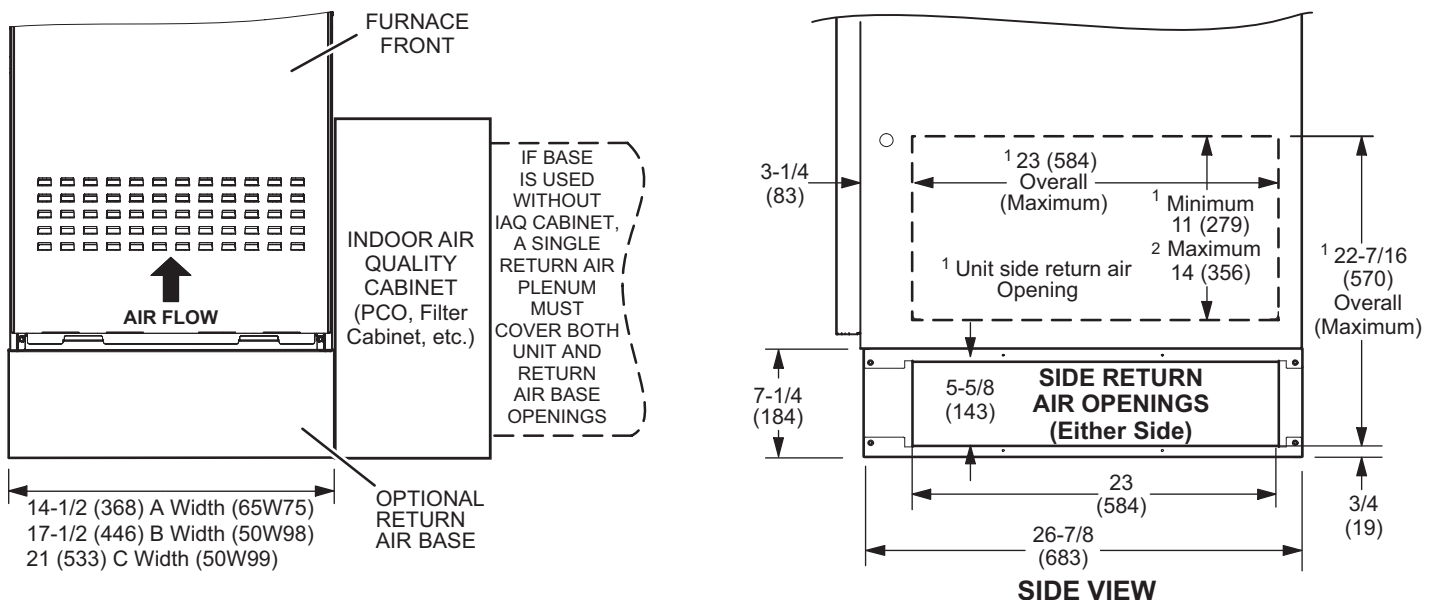 FURNACE
FRONT
AIR FLOW
INDOOR AIR
QUALITY
CABINET
(PCO, Filter
Cabinet, etc.)
IF BASE
IS USED
WITHOUT
IAQ CABINET,
A SINGLE
RETURN AIR
PLENUM
MUST
COVER BOTH
UNIT AND
RETURN
AIR BASE
OPENINGS
14-1/2 (368) A Width (65W75)
17-1/2 (446) B Width (50W98)
21 (533) C Width (50W99)
OPTIONAL
RETURN
AIR BASE
3-1/4
(83)
1 23 (584)
Overall
(Maximum)
1 Minimum
11 (279)
2 Maximum
14 (356)
1 Unit side return air
Opening
1 22-7/16
(570)
Overall
(Maximum)
7-1/4
(184)
5-5/8
(143)
SIDE RETURN
AIR OPENINGS
(Either Side)
23
(584)
3/4
(19)
26-7/8
(683)
SIDE VIEW